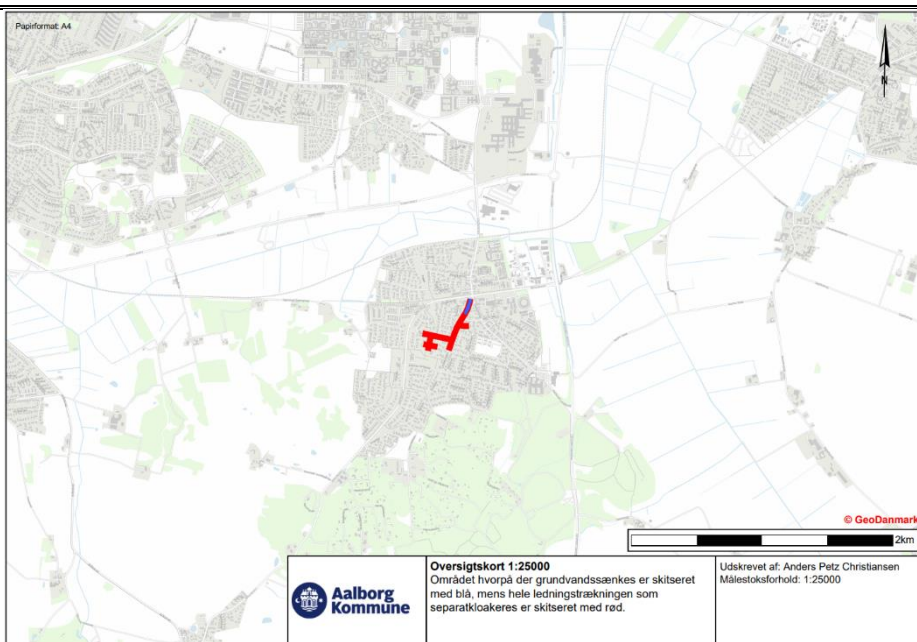 Papirformat: A4
N
© GeoDanmark
2km
Aalborg
Kommune
Oversigtskort 1:25000
Området hvorpå der grundvandssænkes er skitseret
med blå, mens hele ledningstrækningen som
separatkloakeres er skitseret med rød.
Udskrevet af: Anders Petz Christiansen
Målestoksforhold: 1:25000